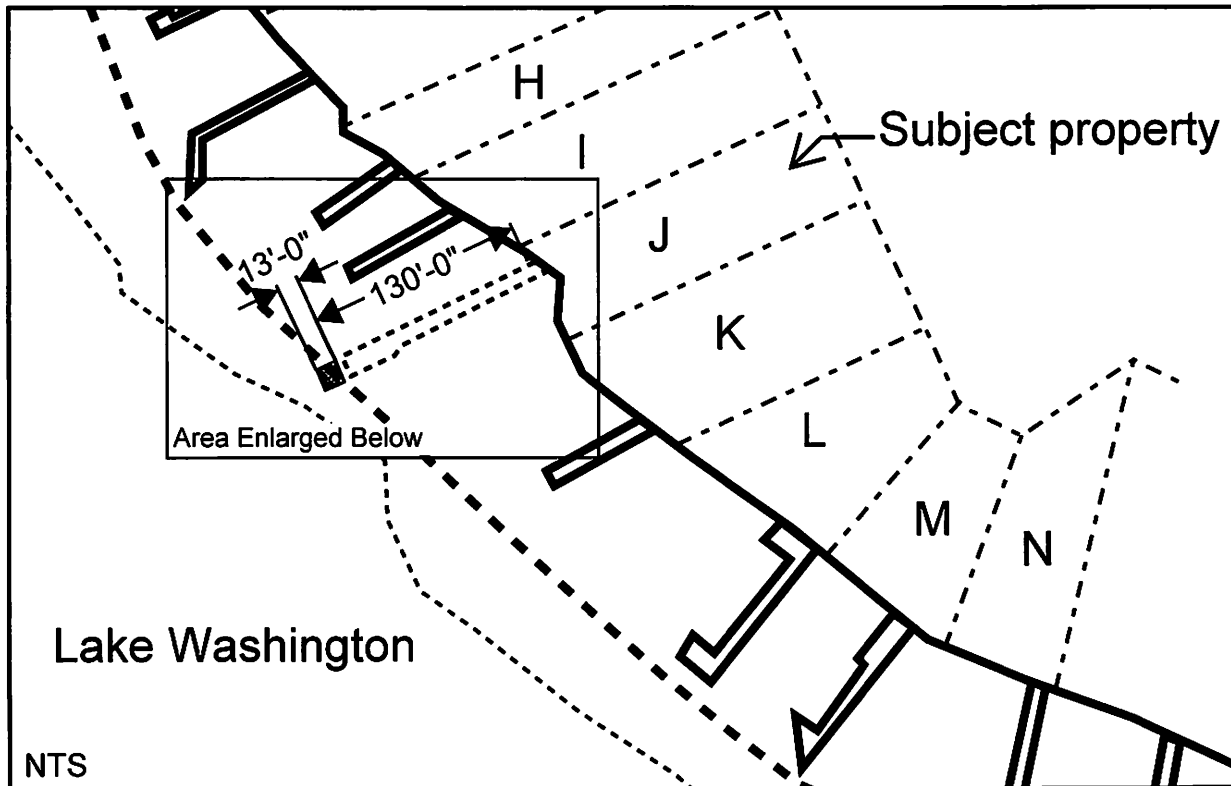 H
Subject property
I
J
13'-0"
130'-0"
K
Area Enlarged Below
L
M
N
Lake Washington
NTS